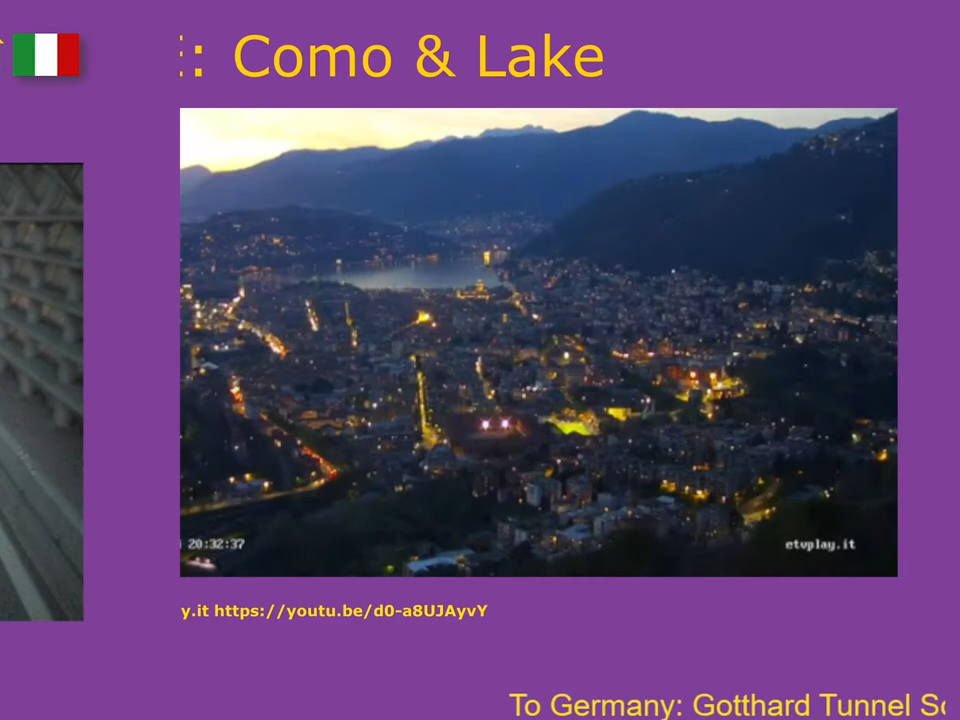 : Como & Lake
20:32:37
etvplay.it
y.it https://youtu.be/d0-a8UJAyvY
To Germany: Gotthard Tunnel